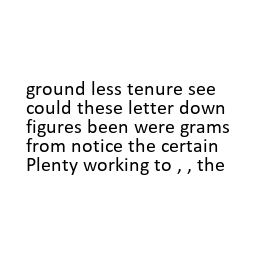 ground less tenure see
could these letter down
figures been were grams
from notice the certain
Plenty working to , , the